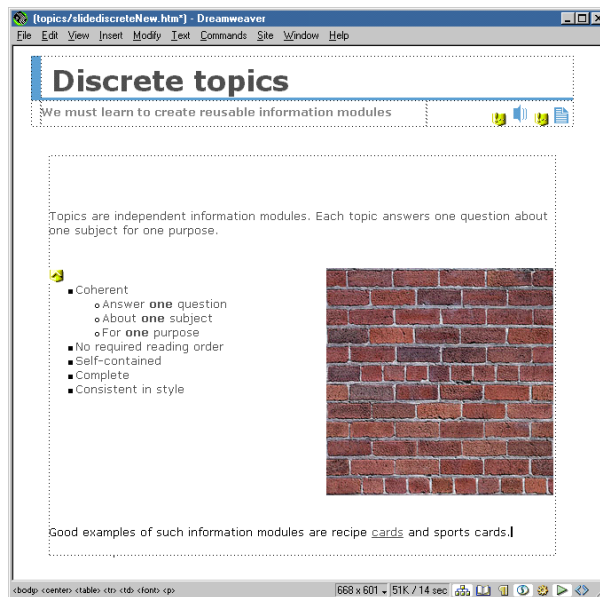 (topics/slidediscreteNew.htm*) - Dreamweaver
File Edit View Insert Modify Text Commands Site Window Help
Discrete topics
We must learn to create reusable information modules
Topics are independent information modules. Each topic answers one question about
one subject for one purpose.
Coherent
Answer one question
About one subject
For one purpose
No required reading order
Self-contained
Complete
Consistent in style
Good examples of such information modules are recipe cards and sports cards.
<body> <center> <table> <tr> <td> <font> <p> 668 x 601 51K / 14 sec